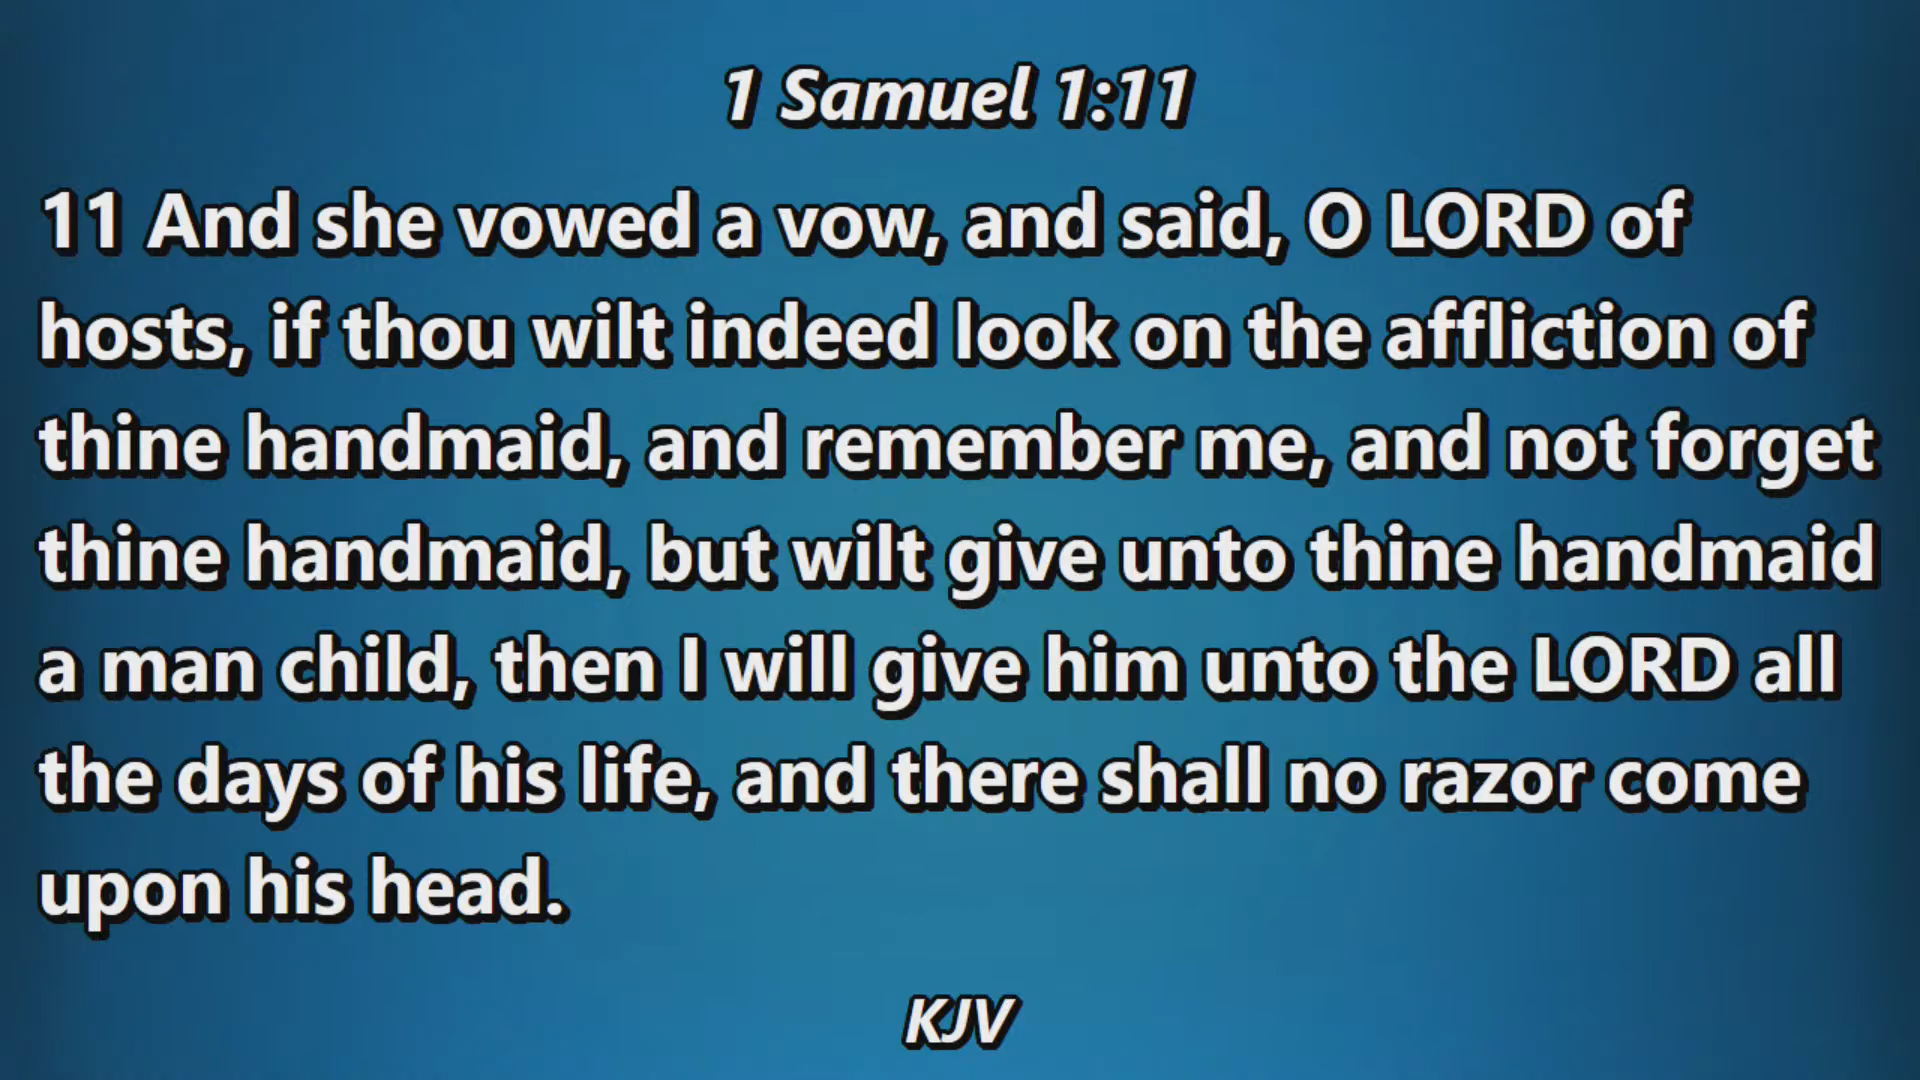 1 Samuel 1:11
11 And she vowed a vow, and said, O LORD of
hosts, if thou wilt indeed look on the affliction of
thine handmaid, and remember me, and not forget
thine handmaid, but wilt give unto thine handmaid
a man child, then I will give him unto the LORD all
the days of his life, and there shall no razor come
upon his head.
KJV